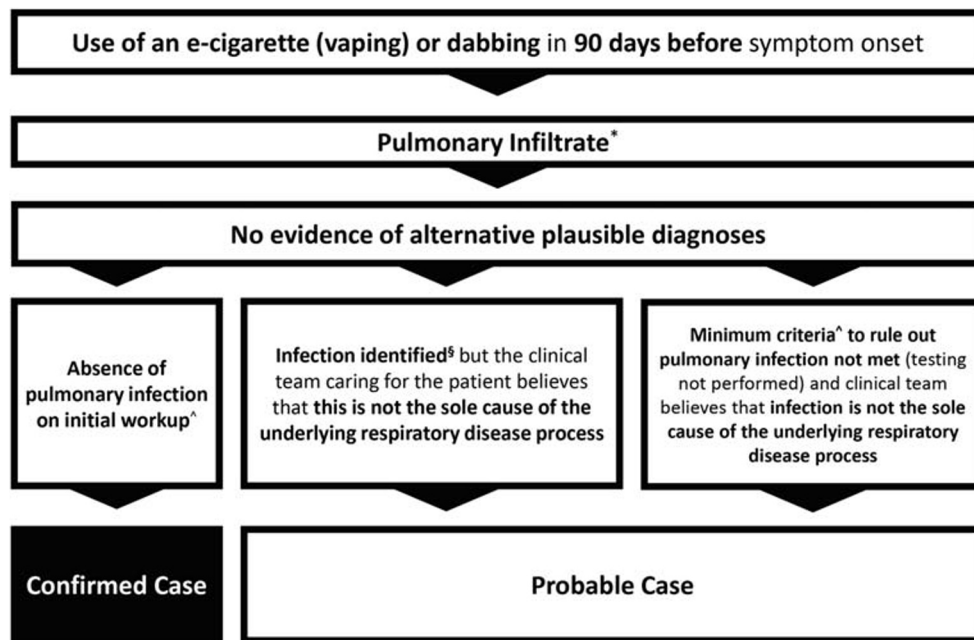 Use of an e-cigarette (vaping) or dabbing in 90 days before symptom onset
Pulmonary Infiltrate*
No evidence of alternative plausible diagnoses
Absence of
pulmonary infection
on initial workup^
Infection identified§ but the clinical
team caring for the patient believes
that this is not the sole cause of the
underlying respiratory disease process
Minimum criteria^ to rule out
pulmonary infection not met (testing
not performed) and clinical team
believes that infection is not the sole
cause of the underlying respiratory
disease process
Confirmed Case
Probable Case